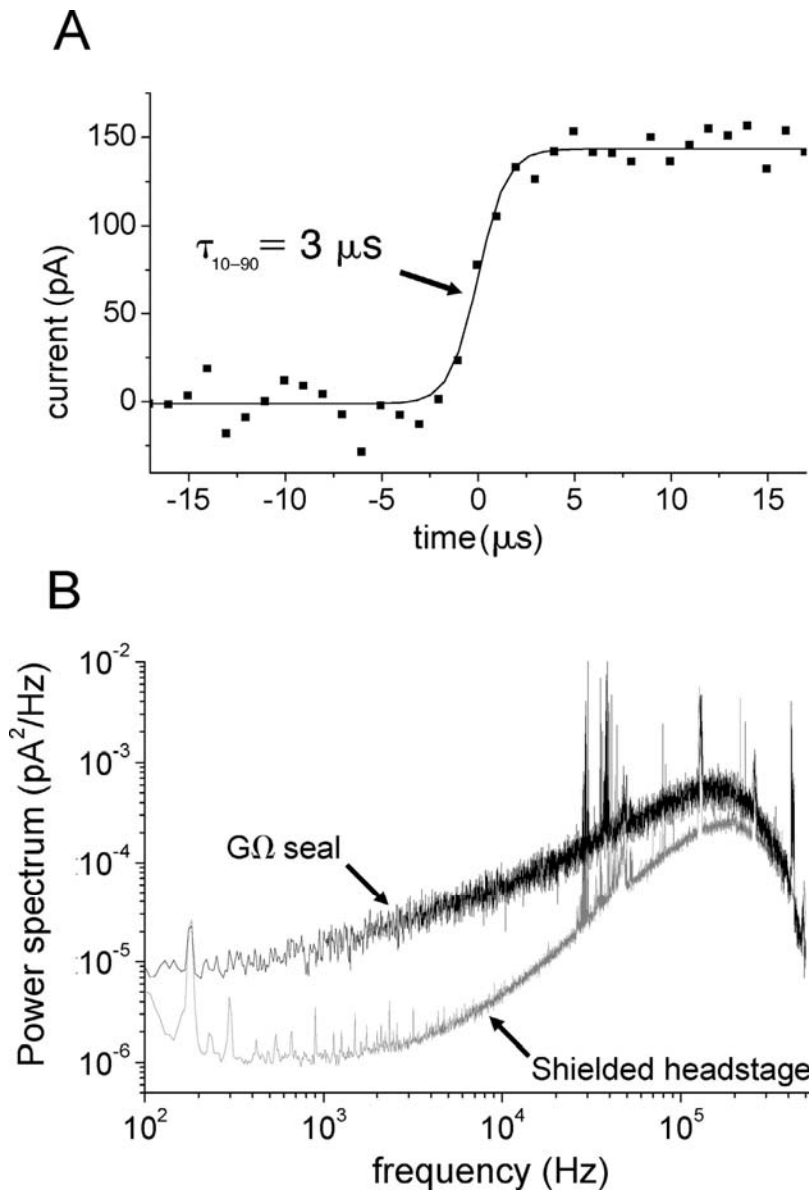 A
150
100
50
0
current (pA)
τ10–90= 3 μs
-15 -10 -5 0 5 10 15
time (μs)
B
10-2
10-3
10-4
10-5
10-6
Power spectrum (pA2/Hz)
GΩ seal
Shielded headstage
102 103 104 105
frequency (Hz)